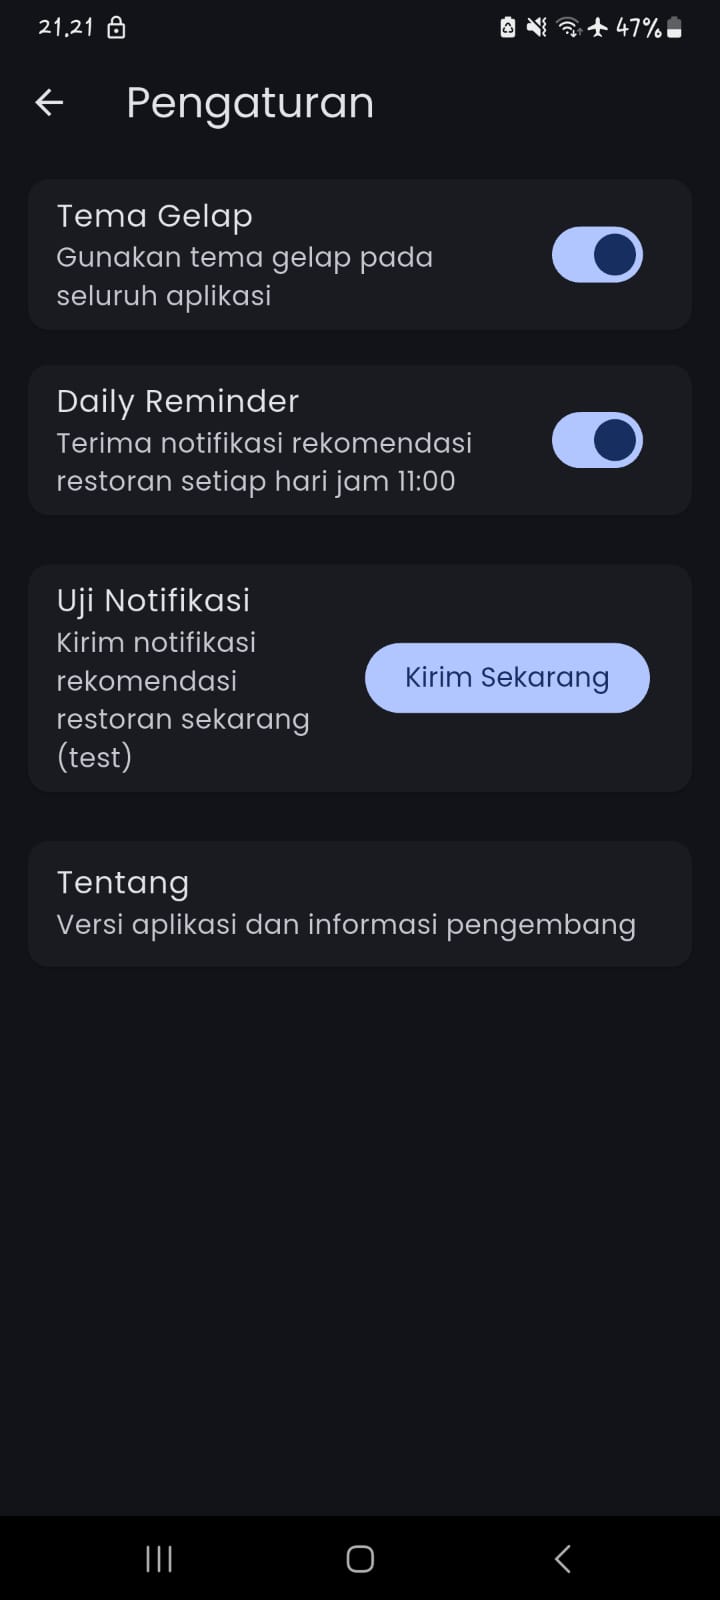 21.21
47%
Pengaturan
Tema Gelap
Gunakan tema gelap pada
seluruh aplikasi
Daily Reminder
Terima notifikasi rekomendasi
restoran setiap hari jam 11:00
Uji Notifikasi
Kirim notifikasi
rekomendasi
restoran sekarang
(test)
Kirim Sekarang
Tentang
Versi aplikasi dan informasi pengembang